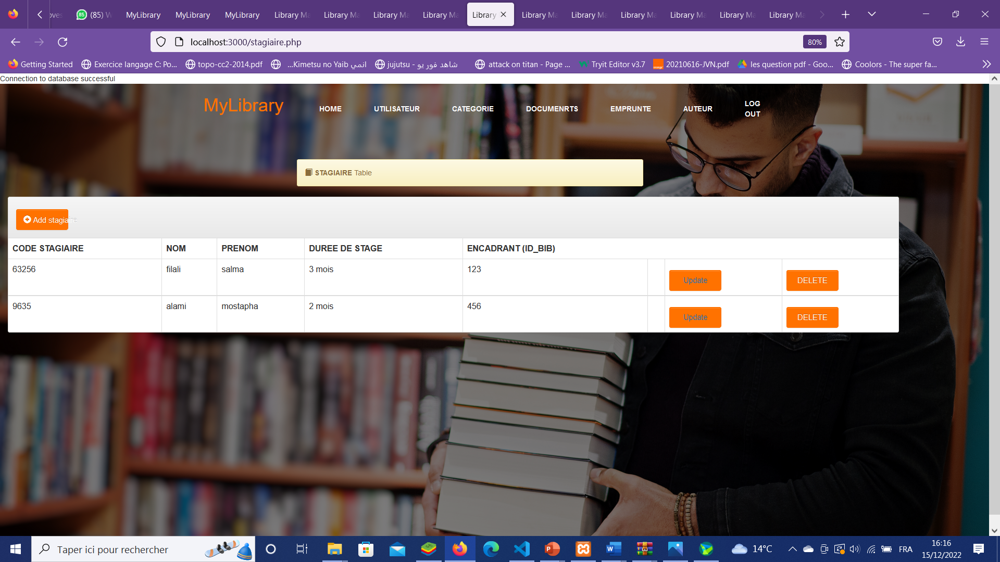 oves
85 (85) W
MyLibrary
MyLibrary
MyLibrary
Library Ma
Library Ma
Library Ma
Library Ma
Library
Library Ma
Library Ma
Library Ma
Library Ma
Library Ma
Library Ma
localhost:3000/stagiaire.php
80%
Getting Started
Exercice langage C: Po...
topo-cc2-2014.pdf
...Kimetsu no Yaib انمي
jujutsu - شاهد فور يو
attack on titan - Page ...
Tryit Editor v3.7
20210616-JVN.pdf
les question pdf - Goo...
Coolors - The super fa...
Connection to database successful
MyLibrary
HOME
UTILISATEUR
CATEGORIE
DOCUMENRTS
EMPRUNTE
AUTEUR
LOG
OUT
STAGIAIRE Table
Add stagiaire
CODE STAGIAIRE NOM PRENOM DUREE DE STAGE ENCADRANT (ID_BIB)
63256 filali salma 3 mois 123 Update DELETE
9635 alami mostapha 2 mois 456 Update DELETE
Taper ici pour rechercher
14°C
FRA
16:16
15/12/2022